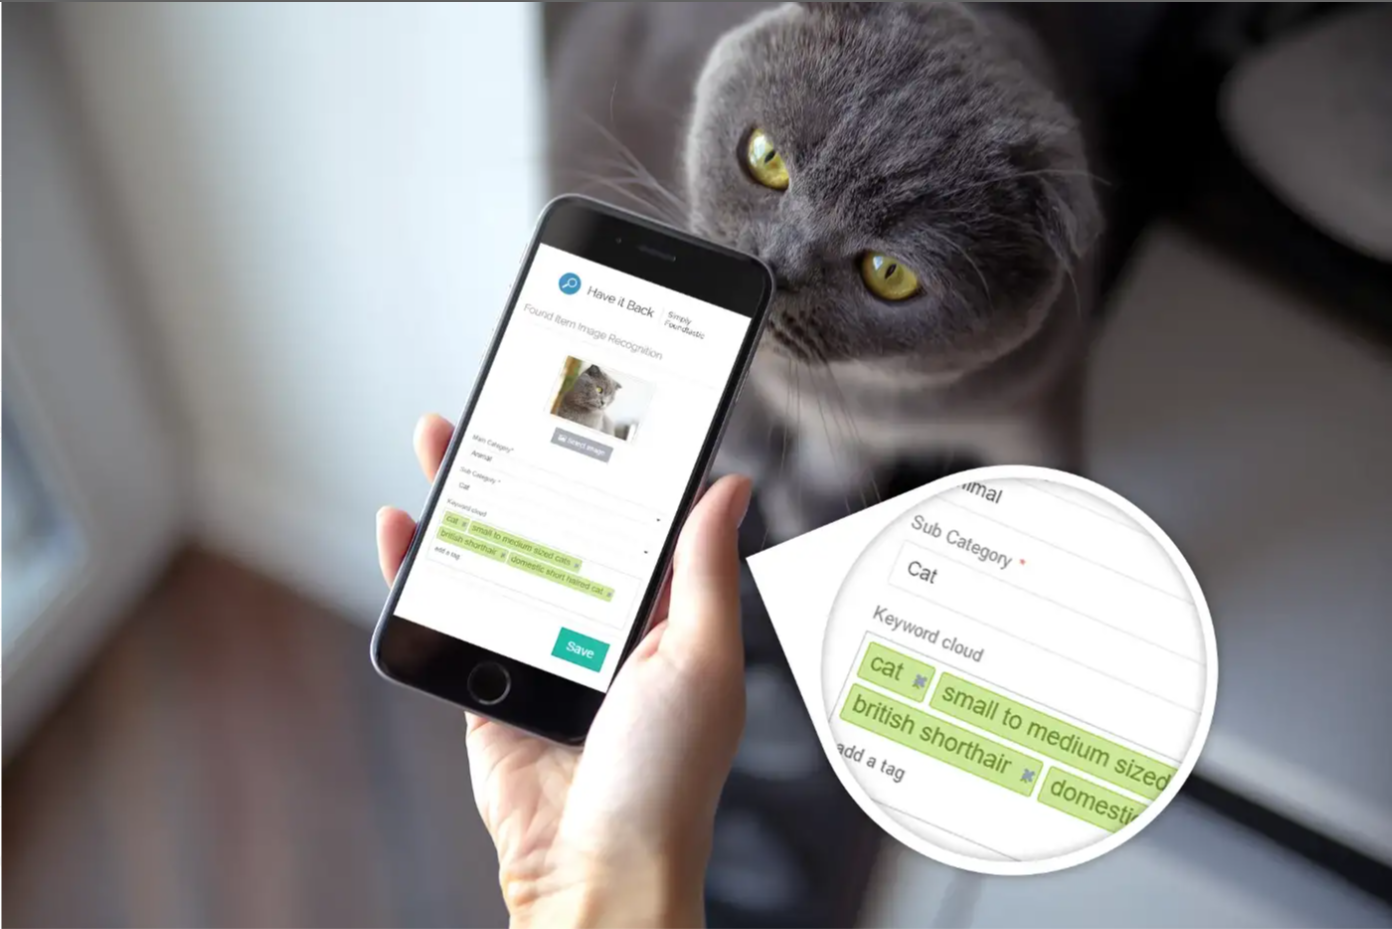 Have it Back
Simply
Foundtastic
Found Item Image Recognition
Select image
Main Category*
Animal
Sub Category *
Cat
Keyword cloud
cat x small to medium sized cats x
british shorthair x domestic short haired cat x
add a tag
Save
nimal
Sub Category *
Cat
Keyword cloud
cat x small to medium sized
british shorthair x domestic
add a tag